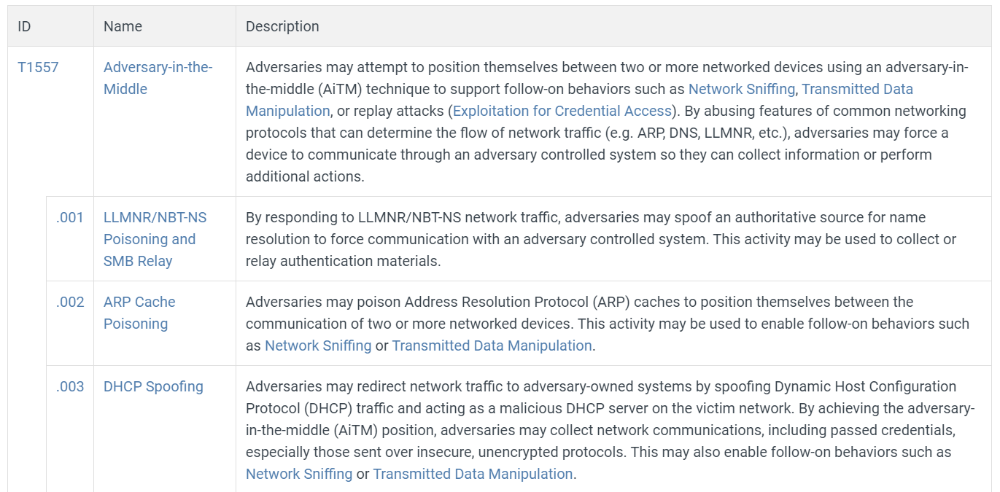 ID Name Description
T1557 Adversary-in-the- Adversaries may attempt to position themselves between two or more networked devices using an adversary-in-
Middle the-middle (AiTM) technique to support follow-on behaviors such as Network Sniffing, Transmitted Data
Manipulation, or replay attacks (Exploitation for Credential Access). By abusing features of common networking
protocols that can determine the flow of network traffic (e.g. ARP, DNS, LLMNR, etc.), adversaries may force a
device to communicate through an adversary controlled system so they can collect information or perform
additional actions.
.001 LLMNR/NBT-NS By responding to LLMNR/NBT-NS network traffic, adversaries may spoof an authoritative source for name
Poisoning and resolution to force communication with an adversary controlled system. This activity may be used to collect or
SMB Relay relay authentication materials.
.002 ARP Cache Adversaries may poison Address Resolution Protocol (ARP) caches to position themselves between the
Poisoning communication of two or more networked devices. This activity may be used to enable follow-on behaviors such
as Network Sniffing or Transmitted Data Manipulation.
.003 DHCP Spoofing Adversaries may redirect network traffic to adversary-owned systems by spoofing Dynamic Host Configuration
Protocol (DHCP) traffic and acting as a malicious DHCP server on the victim network. By achieving the adversary-
in-the-middle (AiTM) position, adversaries may collect network communications, including passed credentials,
especially those sent over insecure, unencrypted protocols. This may also enable follow-on behaviors such as
Network Sniffing or Transmitted Data Manipulation.